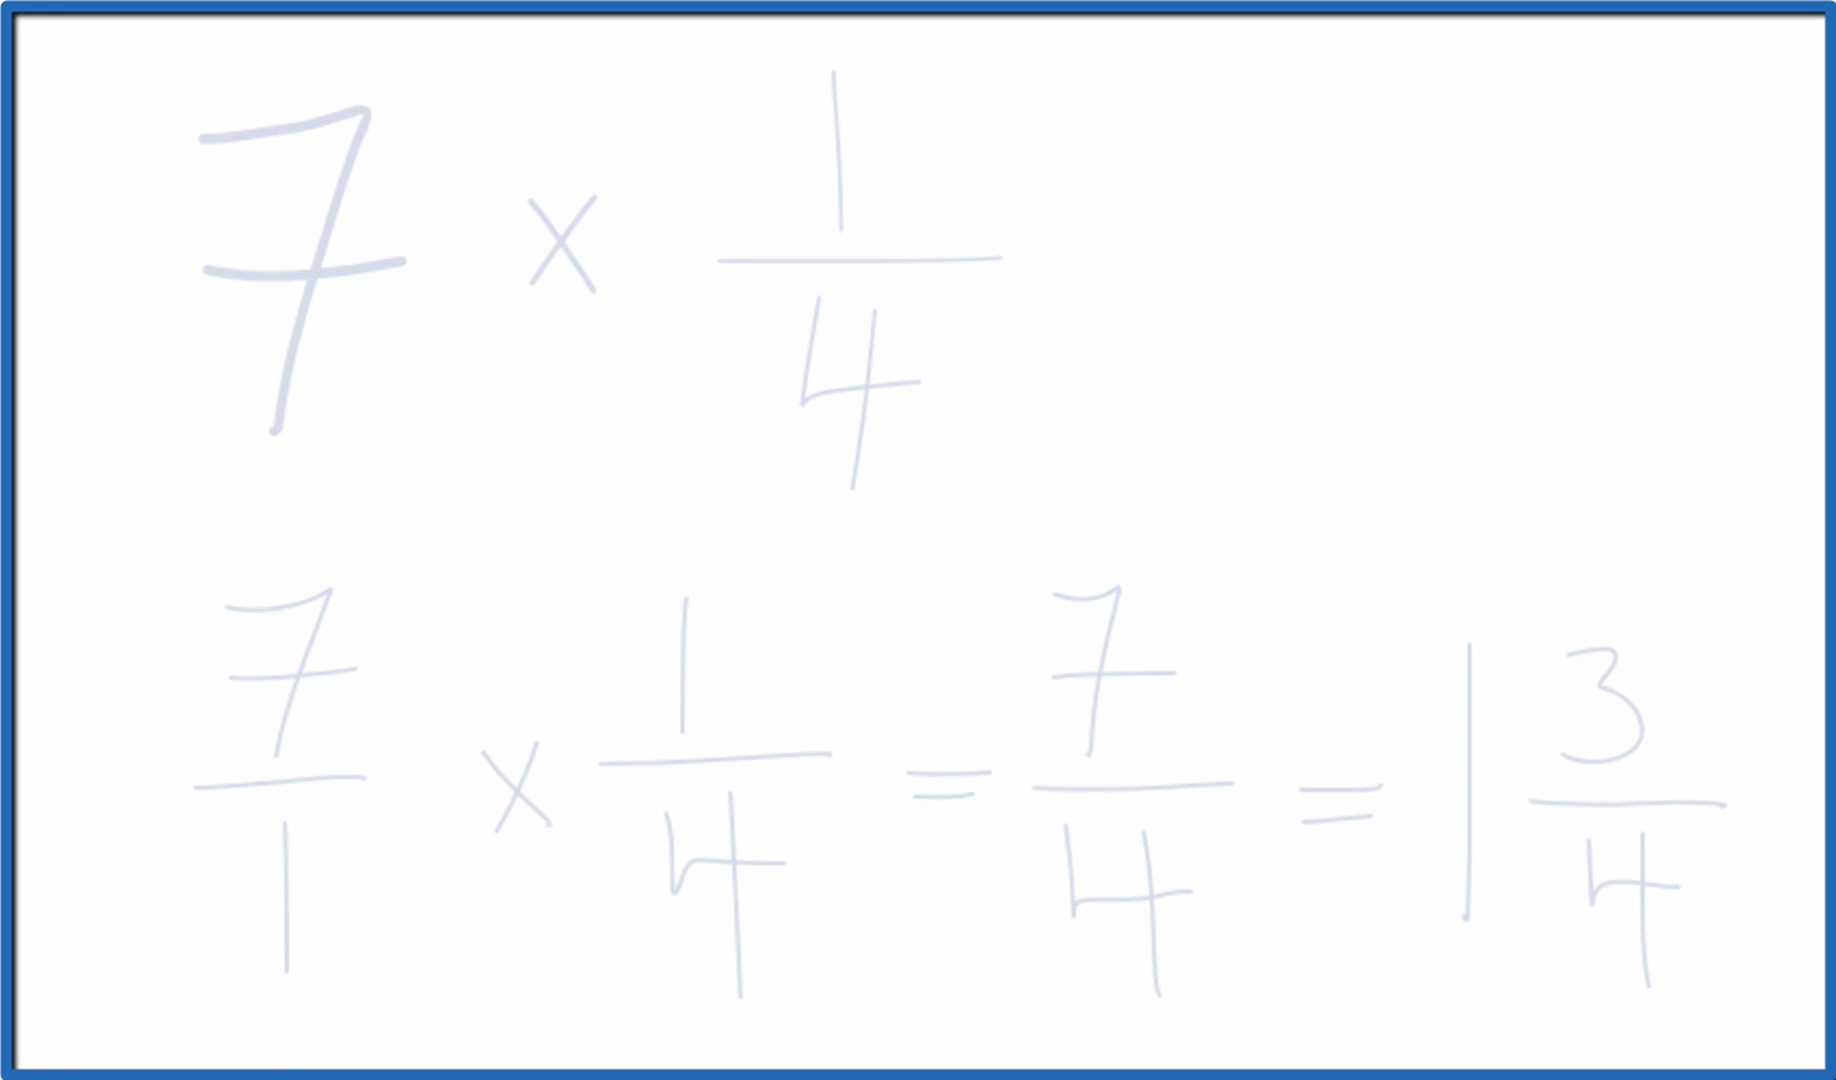 7 × 1/4
7/1 × 1/4 = 7/4 = 1 3/4